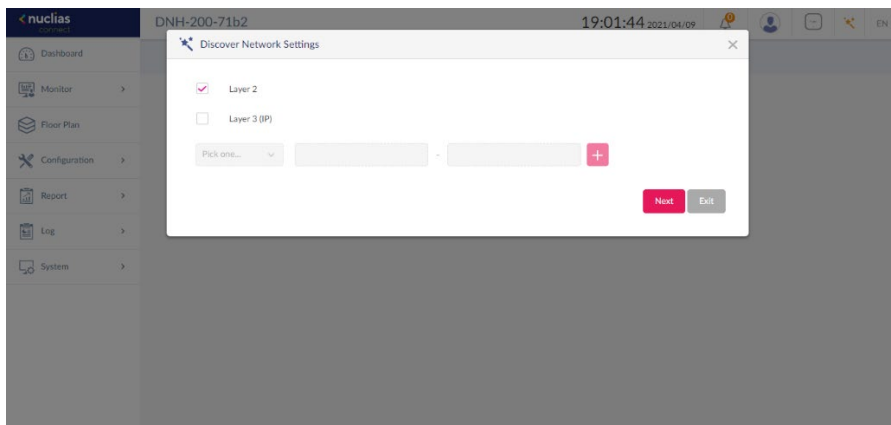 nuclias
connect
DNH-200-71b2
19:01:44 2021/04/09
EN
Discover Network Settings
Dashboard
Monitor
Floor Plan
Configuration
Report
Log
System
Layer 2
Layer 3 (IP)
Pick one...
-
Next
Exit